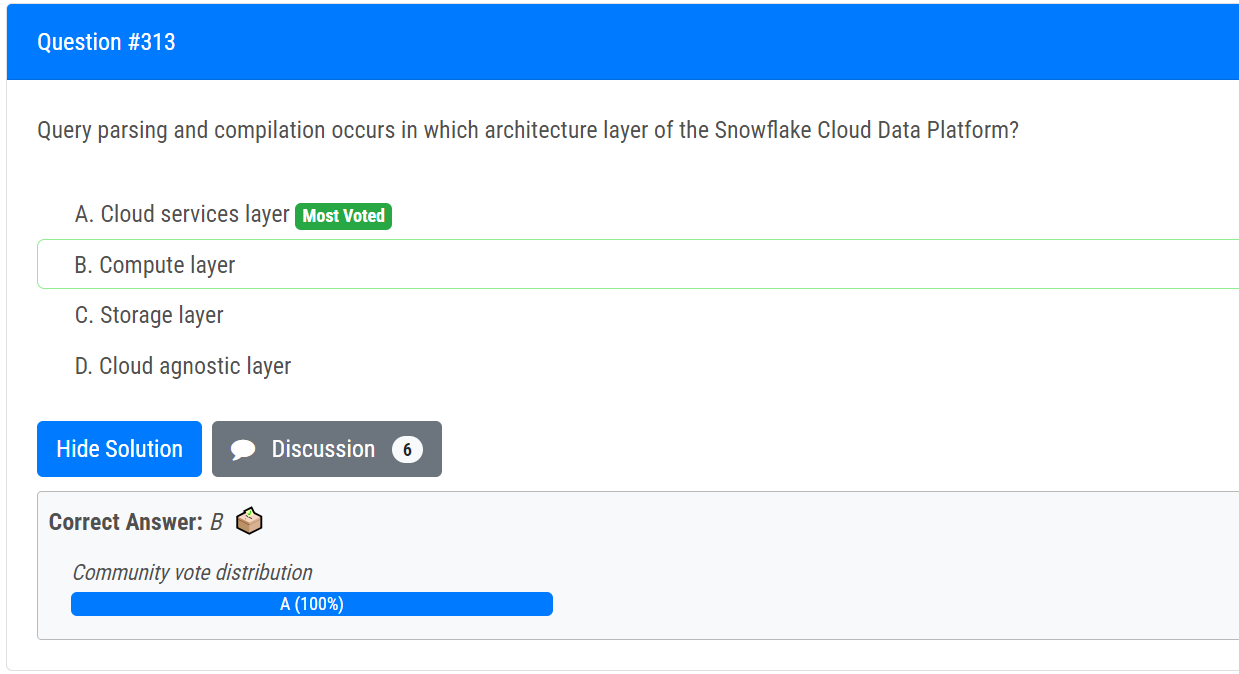 Question #313
Query parsing and compilation occurs in which architecture layer of the Snowflake Cloud Data Platform?
A. Cloud services layer Most Voted
B. Compute layer
C. Storage layer
D. Cloud agnostic layer
Hide Solution Discussion 6
Correct Answer: B
Community vote distribution
A (100%)